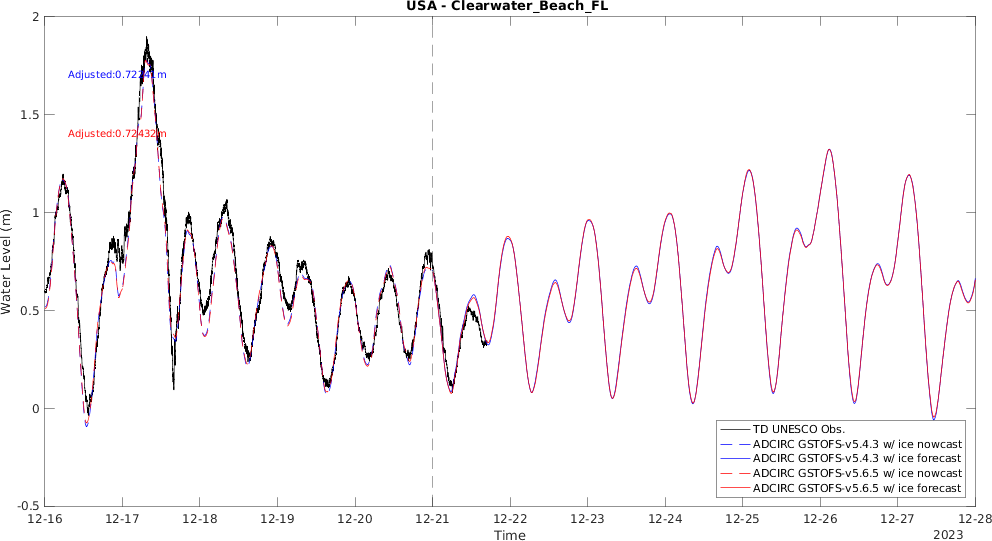 USA - Clearwater_Beach_FL
2
1.5
1
0.5
0
-0.5
Water Level (m)
Adjusted:0.72432m
12-16
12-17
12-18
12-19
12-20
12-21
12-22
12-23
12-24
12-25
12-26
12-27
12-28
Time
2023
TD UNESCO Obs.
ADCIRC GSTOFS-v5.4.3 w/ ice nowcast
ADCIRC GSTOFS-v5.4.3 w/ ice forecast
ADCIRC GSTOFS-v5.6.5 w/ ice nowcast
ADCIRC GSTOFS-v5.6.5 w/ ice forecast